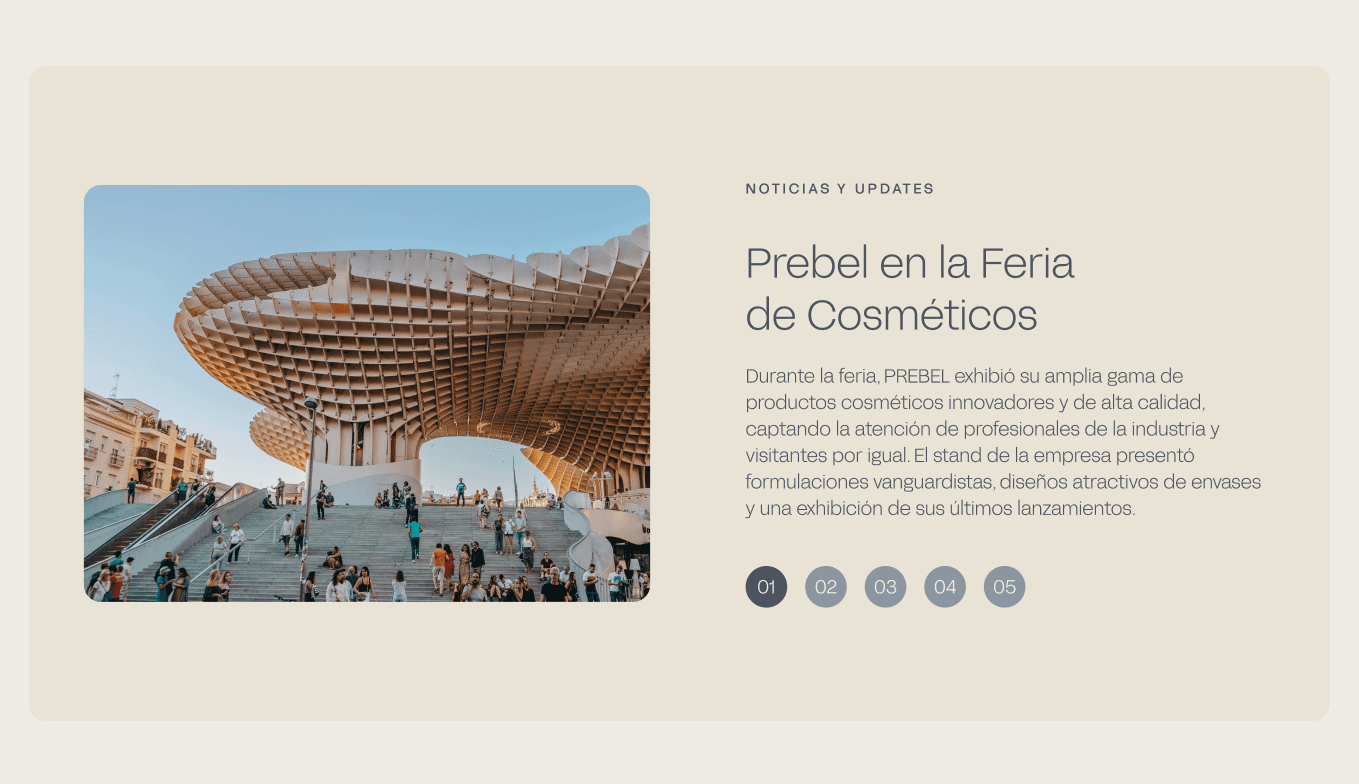 NOTICIAS Y UPDATES
Prebel en la Feria
de Cosméticos
Durante la feria, PREBEL exhibió su amplia gama de
productos cosméticos innovadores y de alta calidad,
captando la atención de profesionales de la industria y
visitantes por igual. El stand de la empresa presentó
formulaciones vanguardistas, diseños atractivos de envases
y una exhibición de sus últimos lanzamientos.
01 02 03 04 05